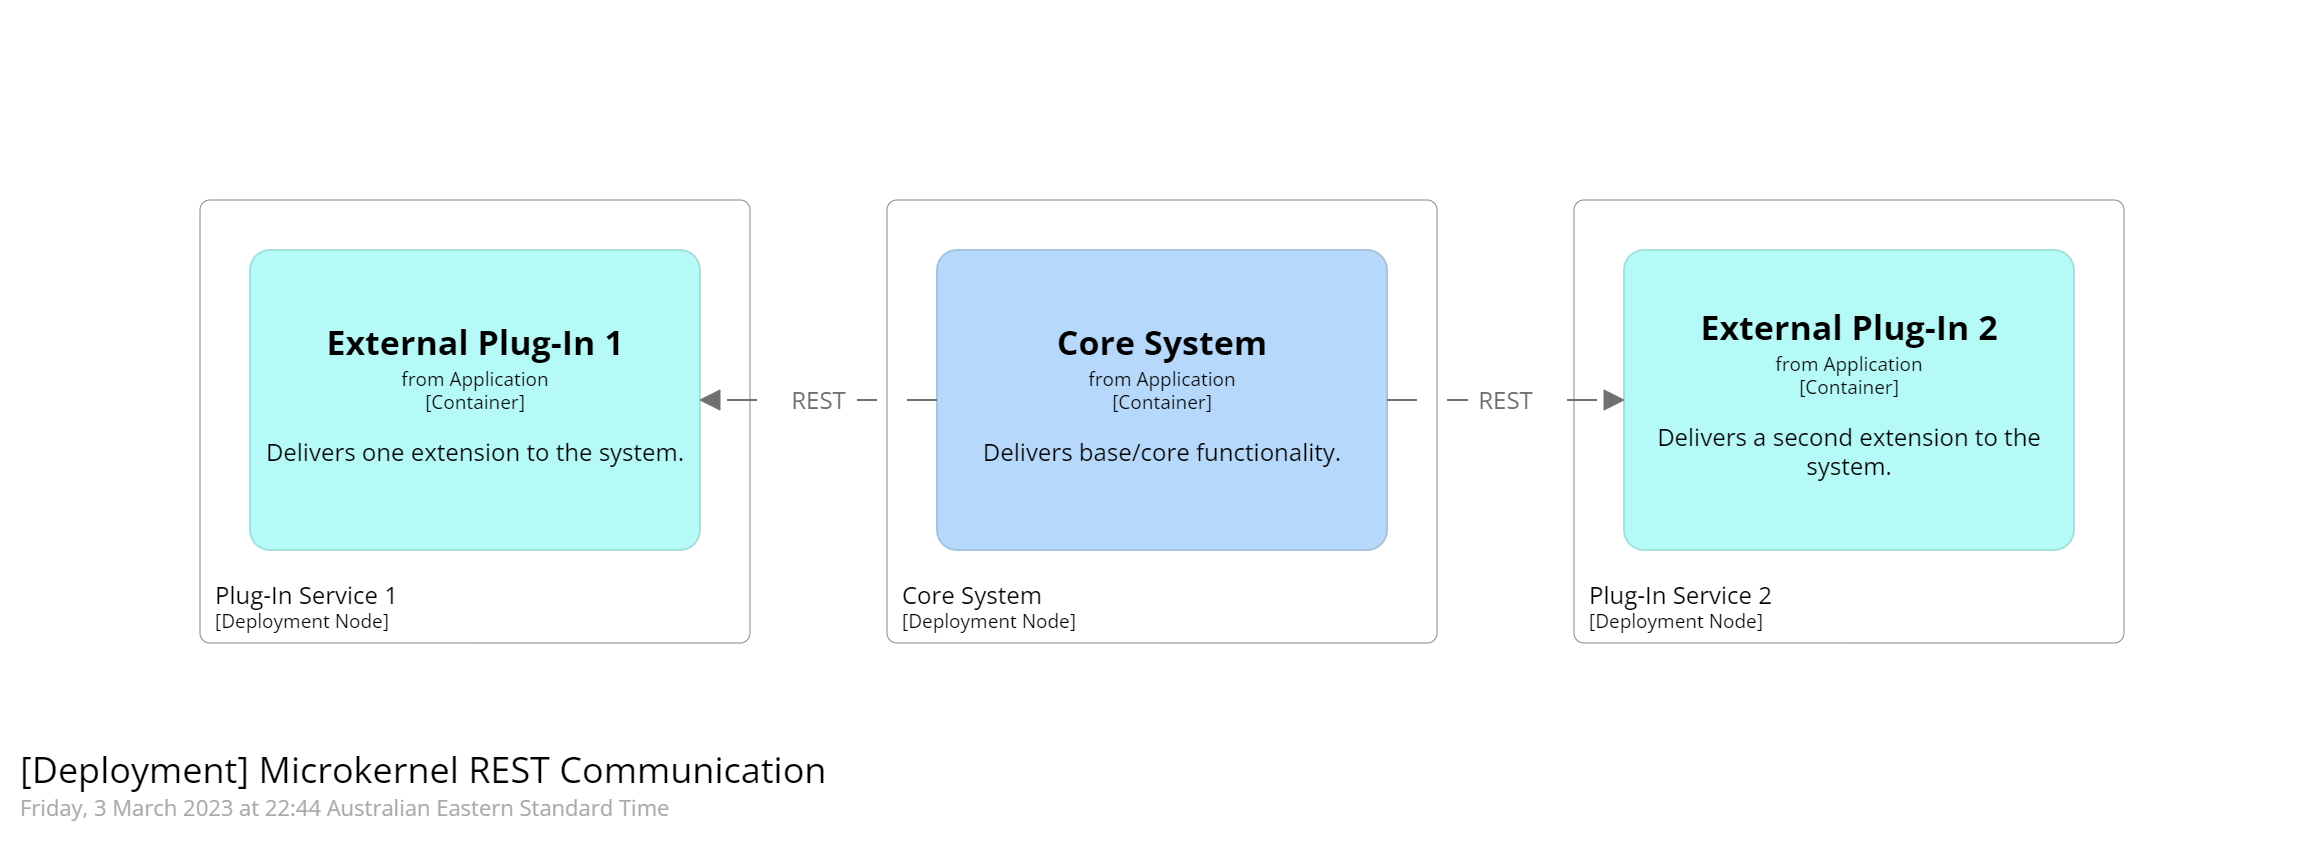 External Plug-In 1
from Application
[Container]
Delivers one extension to the system.
Plug-In Service 1
[Deployment Node]
REST
Core System
from Application
[Container]
Delivers base/core functionality.
Core System
[Deployment Node]
REST
External Plug-In 2
from Application
[Container]
Delivers a second extension to the
system.
Plug-In Service 2
[Deployment Node]
[Deployment] Microkernel REST Communication
Friday, 3 March 2023 at 22:44 Australian Eastern Standard Time